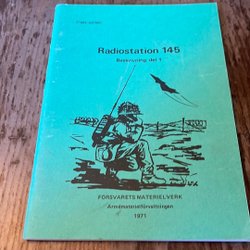 Radiostation 145
Beskrivning, del 1
FÖRSVARETS MATERIELVERK
Armématerielförvaltningen
1971